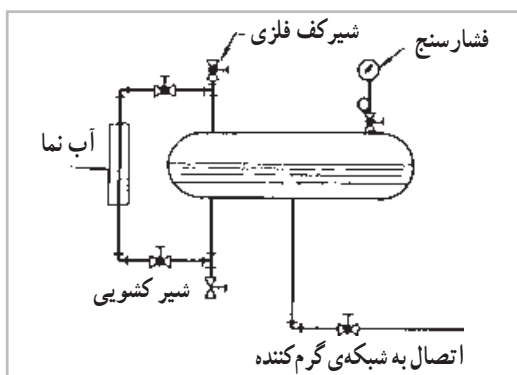 شیرکف فلزی -
فشارسنج
آب نما
شیر کشویی
اتصال به شبکه‌ی گرم‌کننده